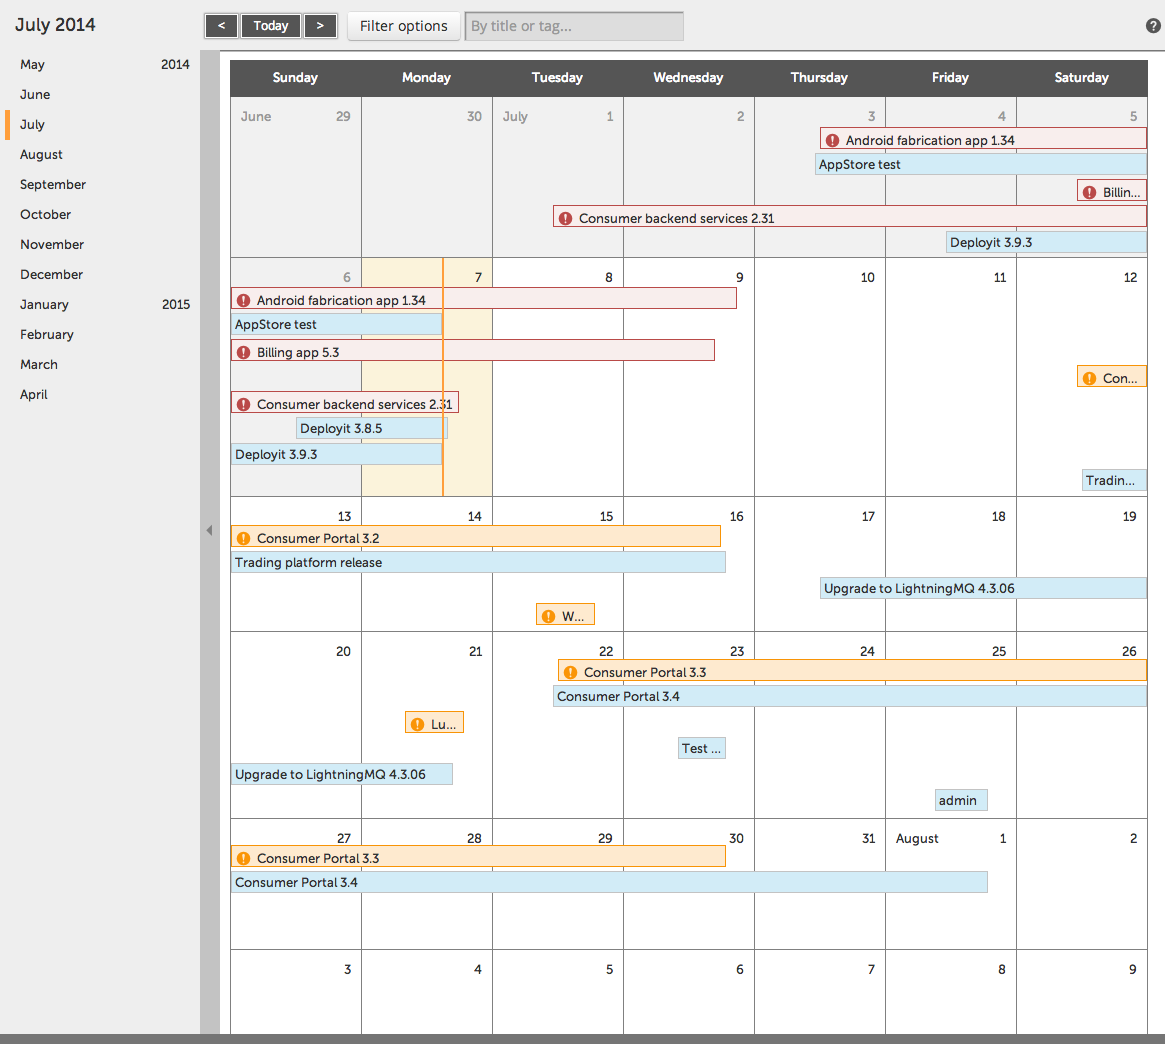 July 2014
< Today > Filter options By title or tag... ?
May 2014
June
July
August
September
October
November
December
January 2015
February
March
April
Sunday Monday Tuesday Wednesday Thursday Friday Saturday
June 29 30 July 1 2 3 4 5
Android fabrication app 1.34
AppStore test
Billin...
Consumer backend services 2.31
Deployit 3.9.3
6 7 8 9 10 11 12
Android fabrication app 1.34
AppStore test
Billing app 5.3
Con...
Consumer backend services 2.31
Deployit 3.8.5
Deployit 3.9.3
Tradin...
13 14 15 16 17 18 19
Consumer Portal 3.2
Trading platform release
Upgrade to LightningMQ 4.3.06
W...
20 21 22 23 24 25 26
Consumer Portal 3.3
Consumer Portal 3.4
Lu...
Test ...
Upgrade to LightningMQ 4.3.06
admin
27 28 29 30 31 August 1 2
Consumer Portal 3.3
Consumer Portal 3.4
3 4 5 6 7 8 9